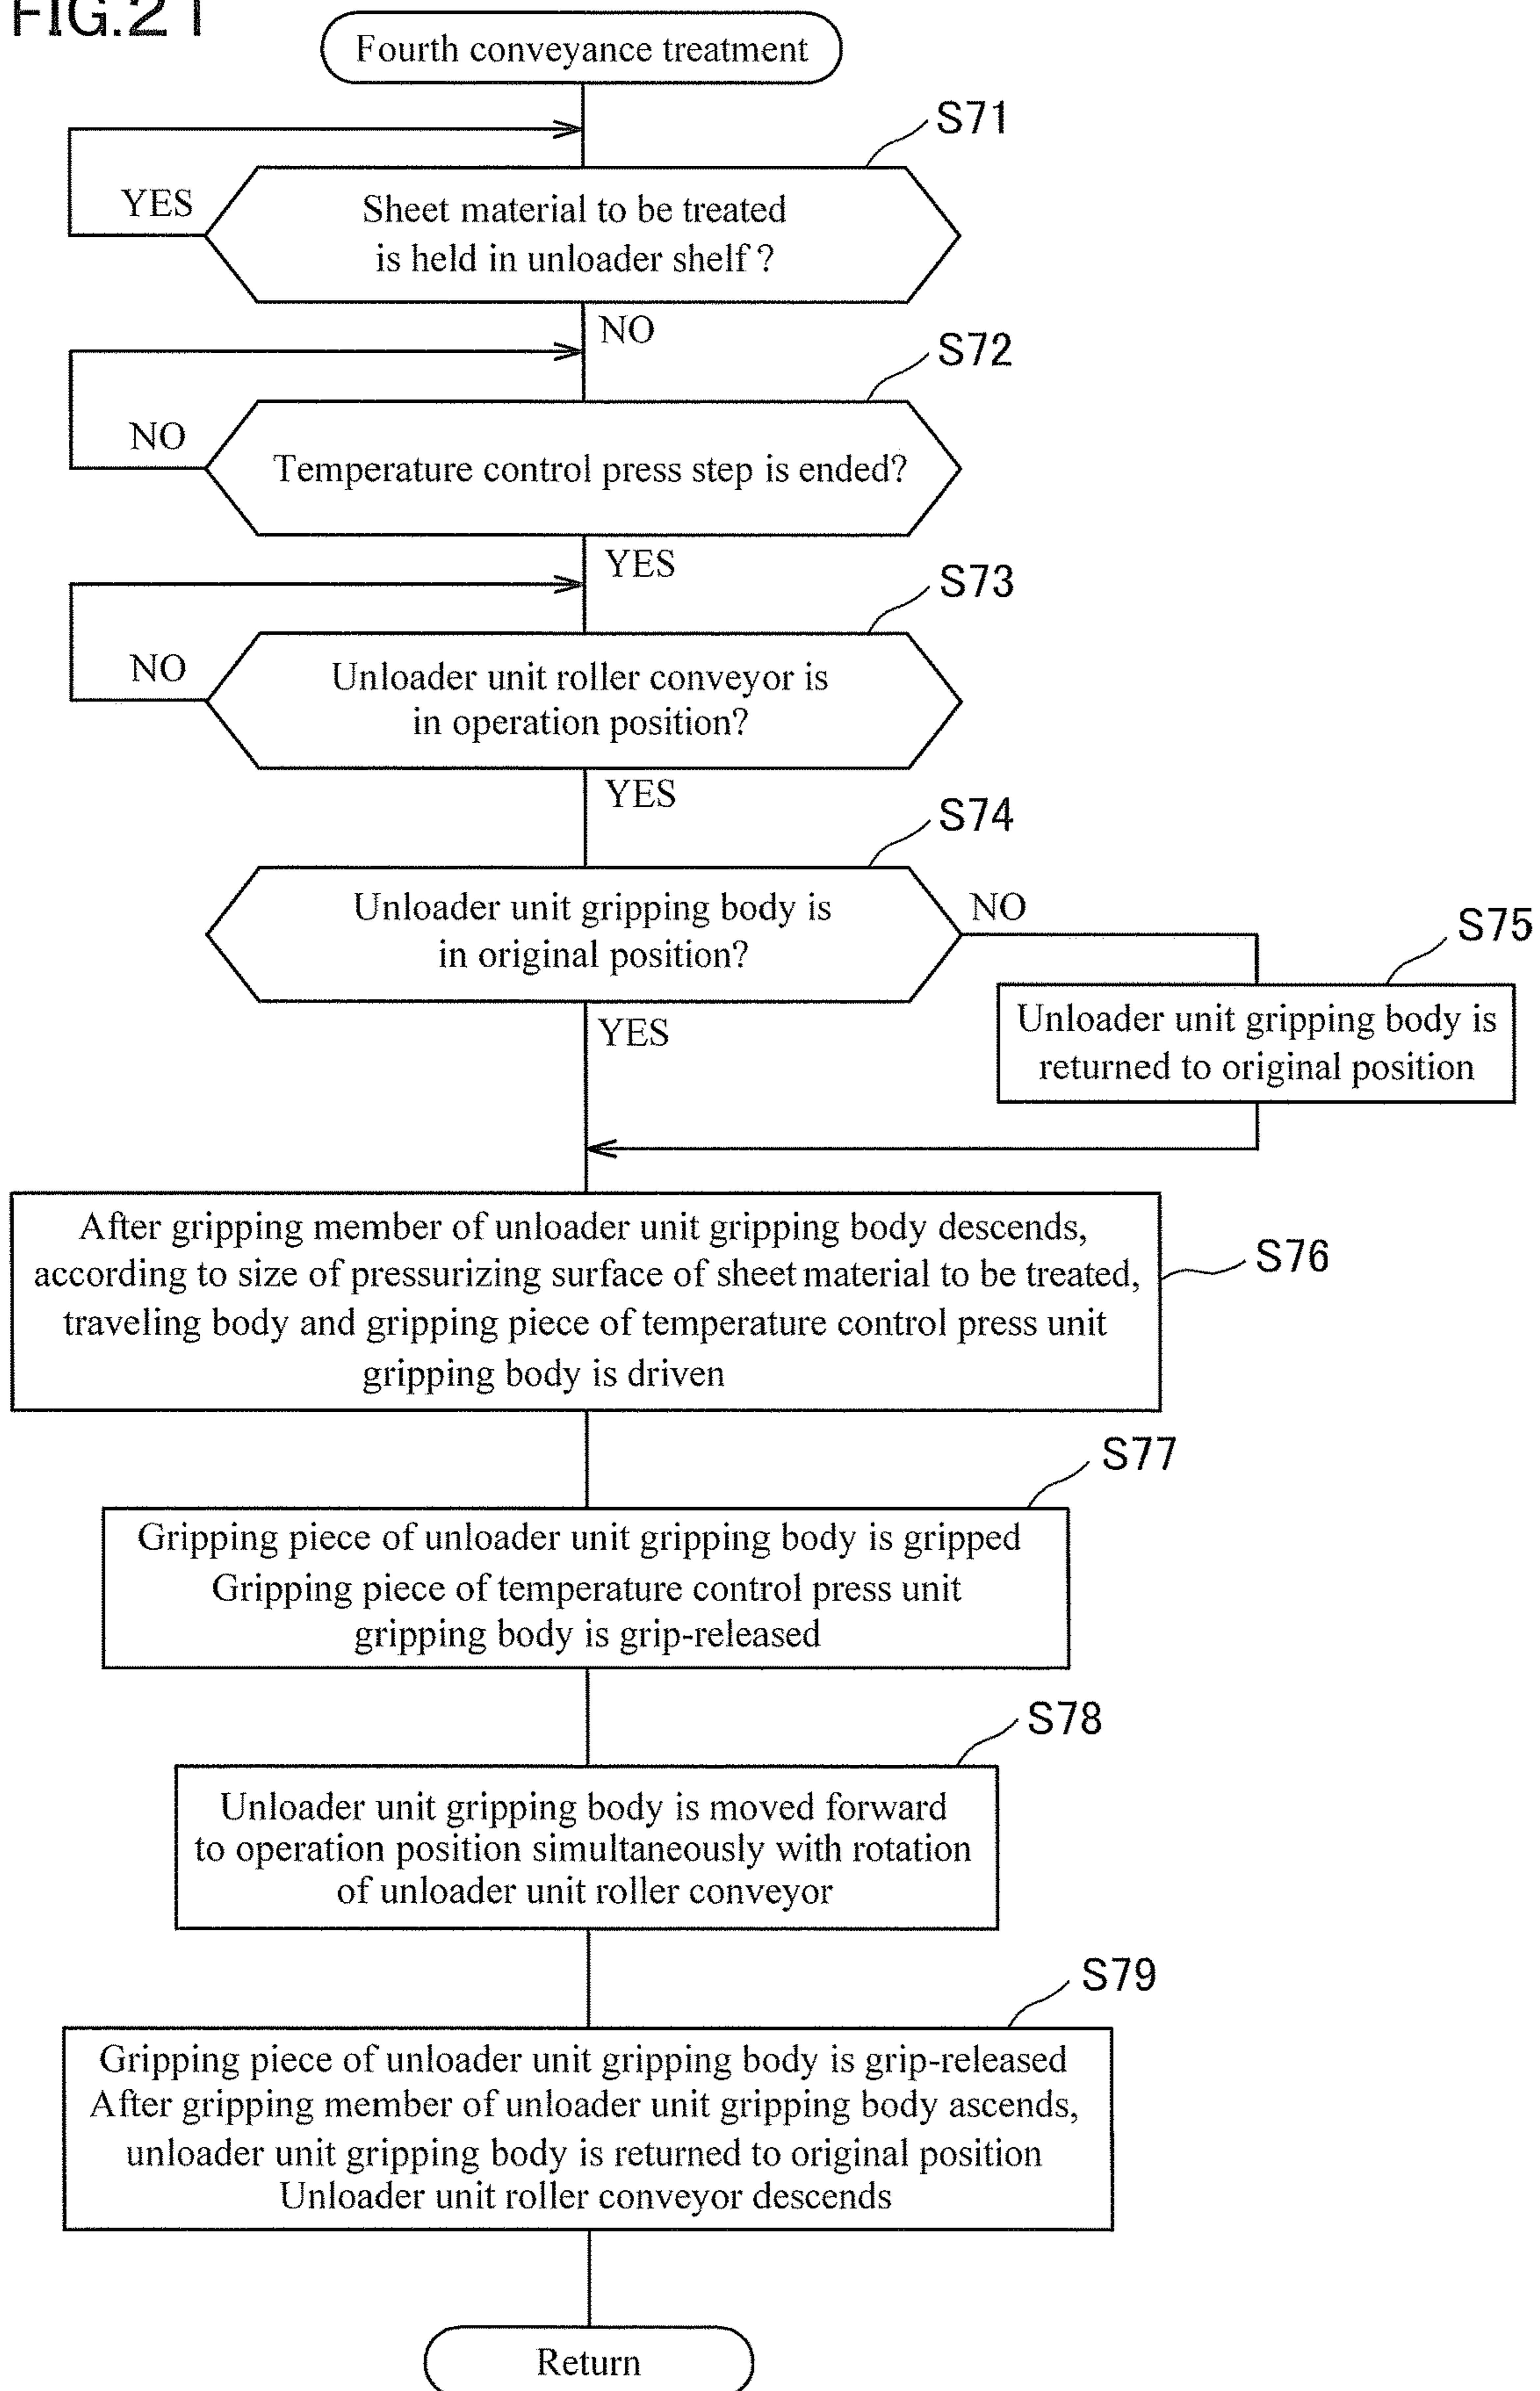 FIG.21
Fourth conveyance treatment
S71
YES
Sheet material to be treated
is held in unloader shelf ?
NO
S72
NO
Temperature control press step is ended?
YES
S73
NO
Unloader unit roller conveyor is
in operation position?
YES
S74
Unloader unit gripping body is
in original position?
NO
S75
YES
Unloader unit gripping body is
returned to original position
After gripping member of unloader unit gripping body descends,
according to size of pressurizing surface of sheet material to be treated,
traveling body and gripping piece of temperature control press unit
gripping body is driven
S76
S77
Gripping piece of unloader unit gripping body is gripped
Gripping piece of temperature control press unit
gripping body is grip-released
S78
Unloader unit gripping body is moved forward
to operation position simultaneously with rotation
of unloader unit roller conveyor
S79
Gripping piece of unloader unit gripping body is grip-released
After gripping member of unloader unit gripping body ascends,
unloader unit gripping body is returned to original position
Unloader unit roller conveyor descends
Return